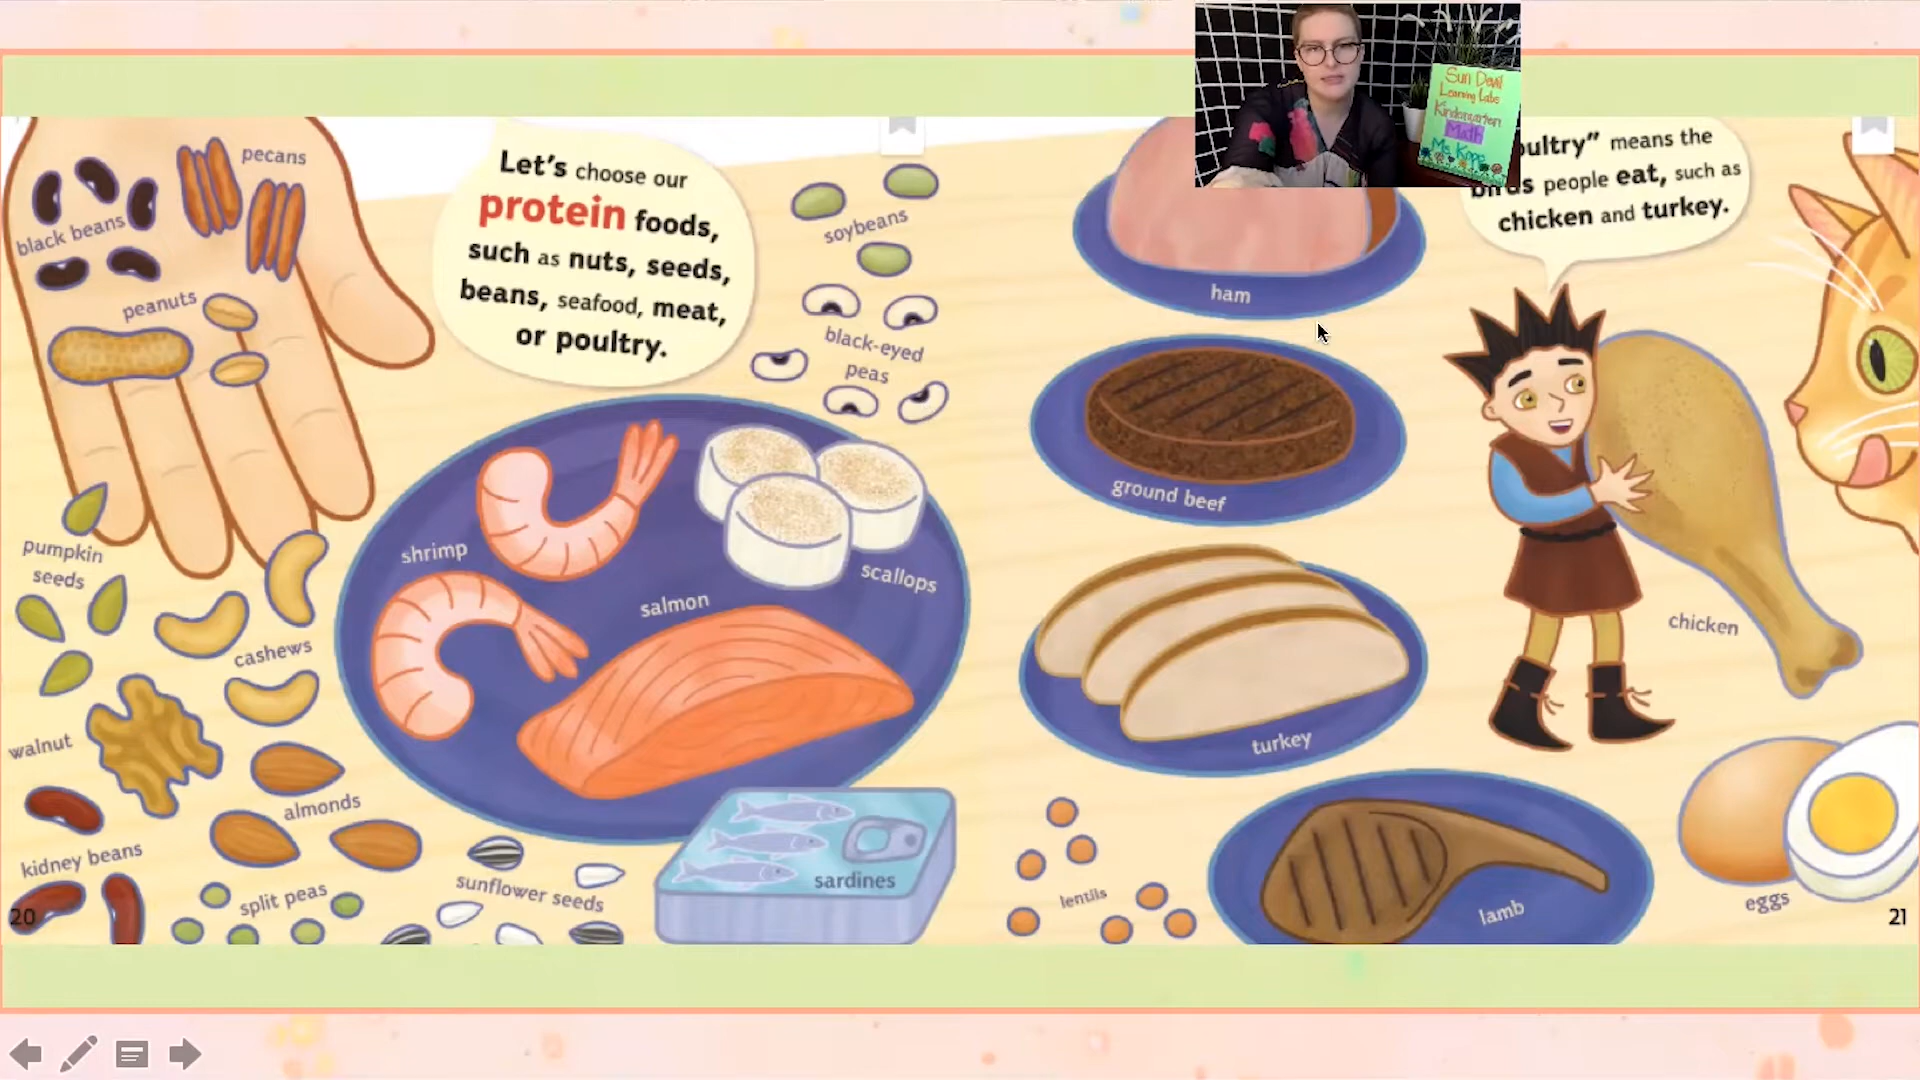 pecans
black beans
peanuts
Let's choose our
protein foods,
such as nuts, seeds,
beans, seafood, meat,
or poultry.
soybeans
black-eyed
peas
pumpkin
seeds
cashews
walnut
almonds
kidney beans
split peas
sunflower seeds
shrimp
scallops
salmon
sardines
20
Sun Devil
Learning Labs
Kindergarten
Math
Ms. Kopp
means the
people eat, such as
chicken and turkey.
ham
ground beef
turkey
chicken
lentils
lamb
eggs
21